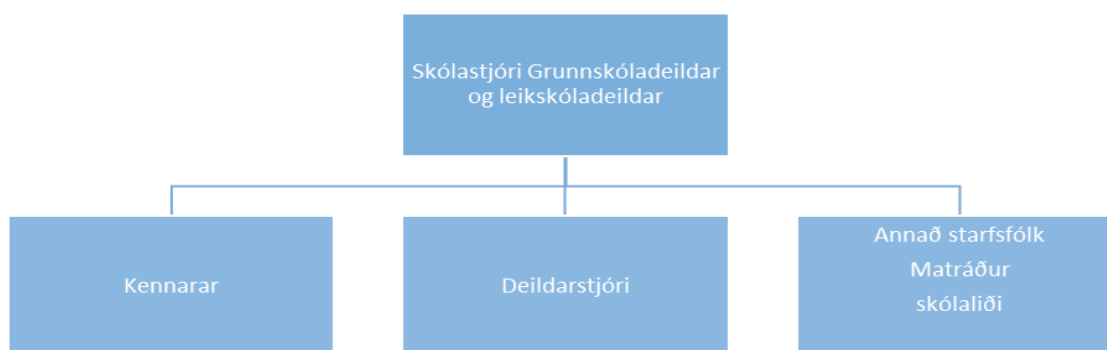 Skólastjóri Grunnskóladeildar
og leikskóladeildar
Kennarar
Deildarstjóri
Annað starfsfólk
Matráður
skólaliði